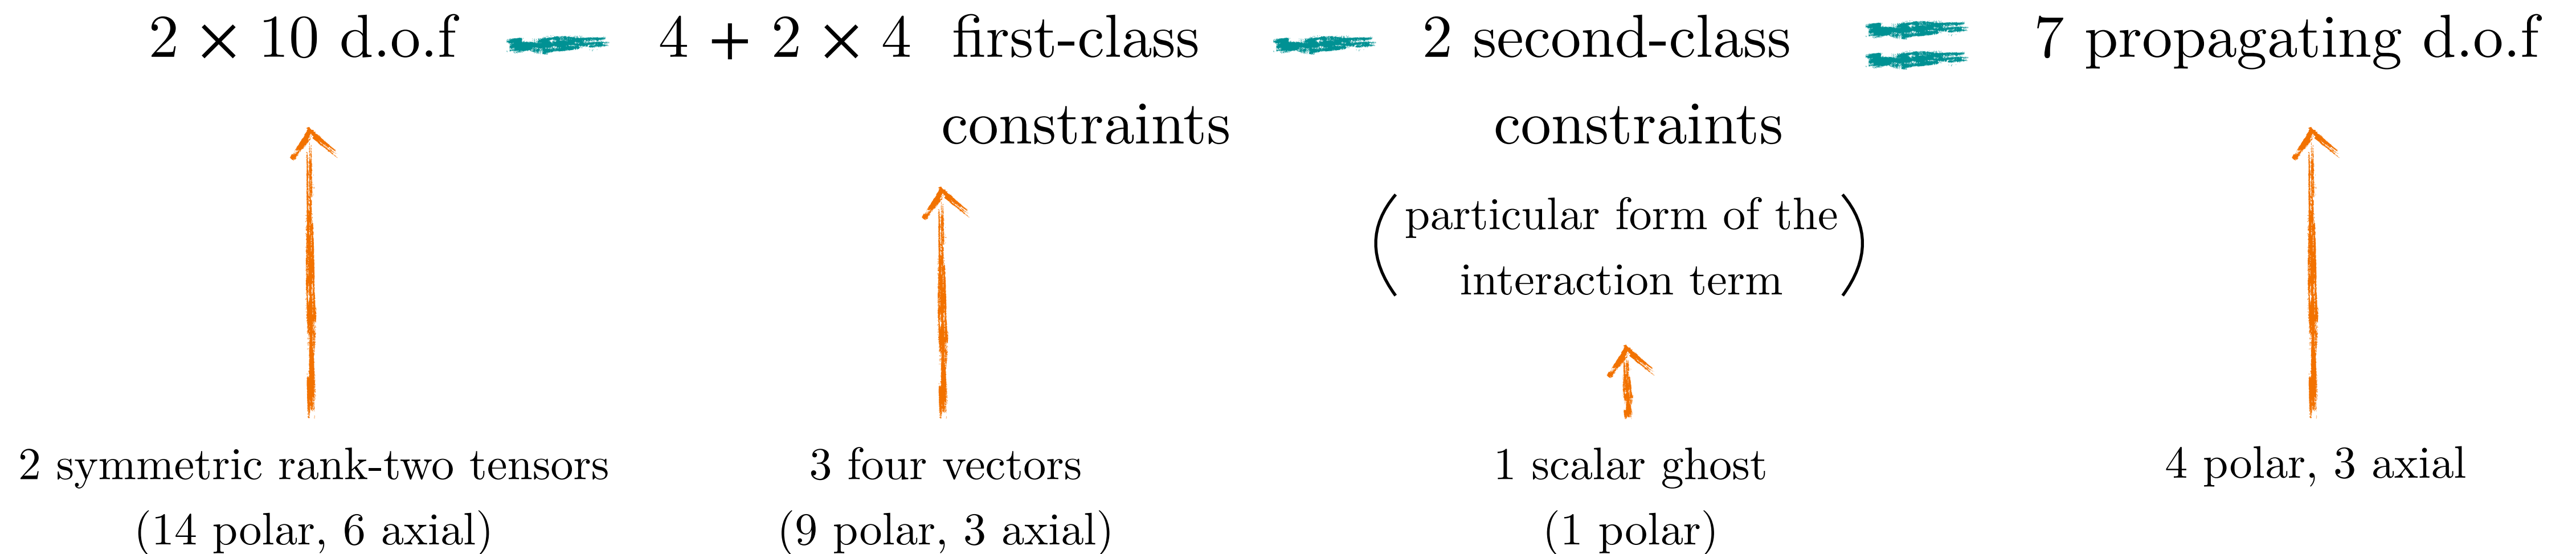 2 × 10 d.o.f − 4 + 2 × 4 first-class − 2 second-class = 7 propagating d.o.f
constraints constraints
(particular form of the
interaction term)
2 symmetric rank-two tensors 3 four vectors 1 scalar ghost 4 polar, 3 axial
(14 polar, 6 axial) (9 polar, 3 axial) (1 polar)